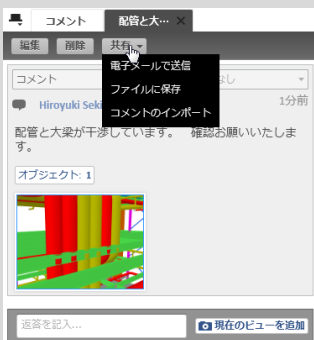 コメント 配管と大… ×
編集 削除 共有
電子メールで送信
ファイルに保存
コメントのインポート
コメント なし
Hiroyuki Seki 1分前
配管と大梁が干渉しています。 確認お願いいたしま
す。
オブジェクト: 1
返答を記入... 現在のビューを追加